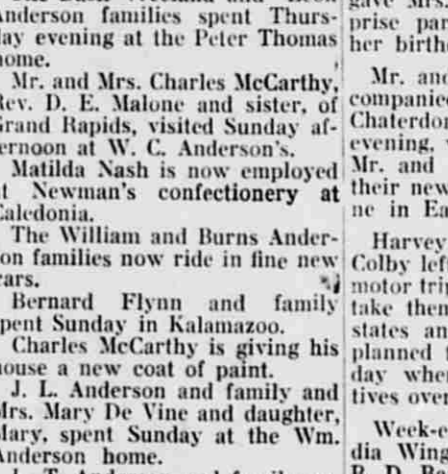 Anderson families spent Thurs-
day evening at the Peter Thomas
home.
Mr. and Mrs. Charles McCarthy,
Rev. D. E. Malone and sister, of
Grand Rapids, visited Sunday af-
ernoon at W. C. Anderson's.
Matilda Nash is now employed
at Newman's confectionery at
Caledonia.
The William and Burns Ander-
son families now ride in fine new
cars.
Bernard Flynn and family
spent Sunday in Kalamazoo.
Charles McCarthy is giving his
house a new coat of paint.
J. L. Anderson and family and
Mrs. Mary De Vine and daughter,
Mary, spent Sunday at the Wm.
Anderson home.
gave Mrs.
prise par
her birth
Mr. and
companie
Chaterdon
evening,
Mr. and
their new
ne in Ea
Harvey
Colby lef
motor tri
take then
states an
planned
day whe
tives over
Week-e
dia Wing